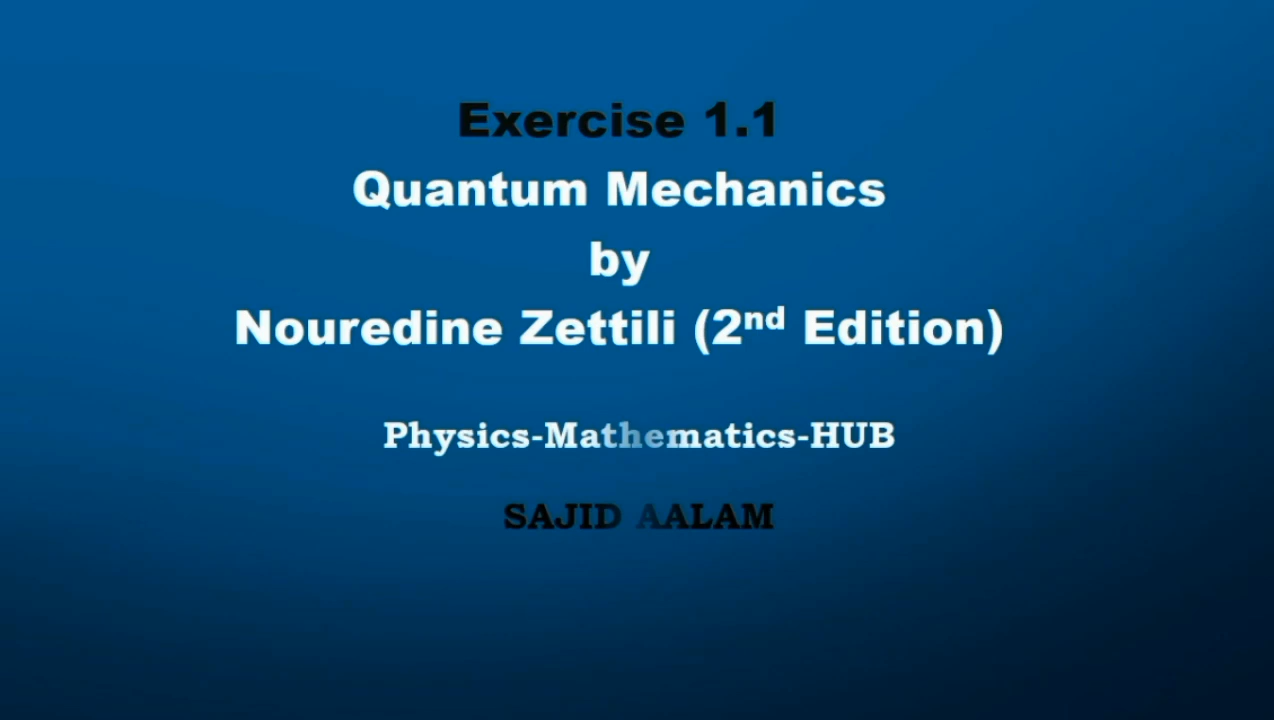 Exercise 1.1
Quantum Mechanics
by
Nouredine Zettili (2nd Edition)
Physics-Mathematics-HUB
SAJID AALAM